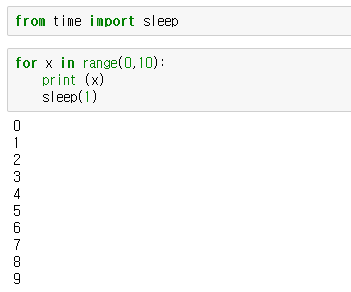 from time import sleep
for x in range(0,10):
    print (x)
    sleep(1)
0
1
2
3
4
5
6
7
8
9